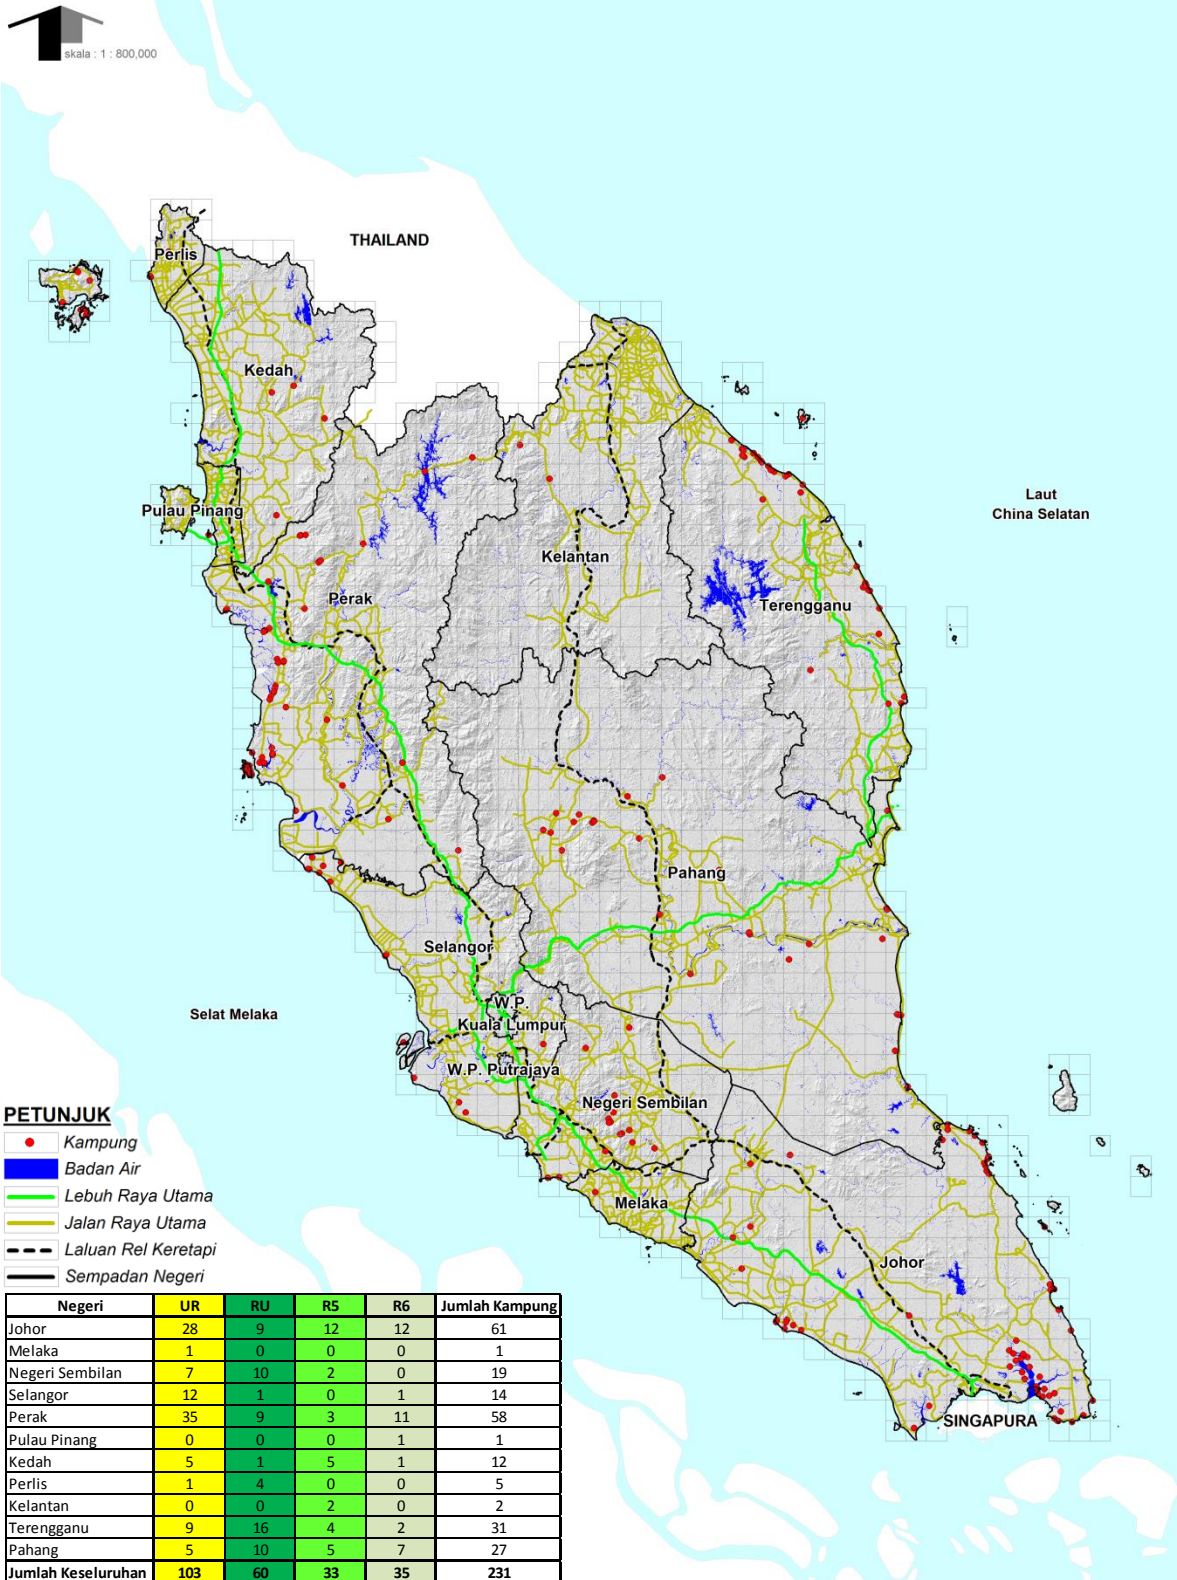 skala : 1 : 800,000
THAILAND
Perlis
Kedah
Pulau Pinang
Laut
China Selatan
Kelantan
Perak
Terengganu
Pahang
Selangor
W.P.
Kuala Lumpur
Selat Melaka
W.P. Putrajaya
Negeri Sembilan
Melaka
Johor
SINGAPURA
PETUNJUK
Kampung
Badan Air
Lebuh Raya Utama
Jalan Raya Utama
Laluan Rel Keretapi
Sempadan Negeri
Negeri UR RU R5 R6 Jumlah Kampung
Johor 28 9 12 12 61
Melaka 1 0 0 0 1
Negeri Sembilan 7 10 2 0 19
Selangor 12 1 0 1 14
Perak 35 9 3 11 58
Pulau Pinang 0 0 0 1 1
Kedah 5 1 5 1 12
Perlis 1 4 0 0 5
Kelantan 0 0 2 0 2
Terengganu 9 16 4 2 31
Pahang 5 10 5 7 27
Jumlah Keseluruhan 103 60 33 35 231